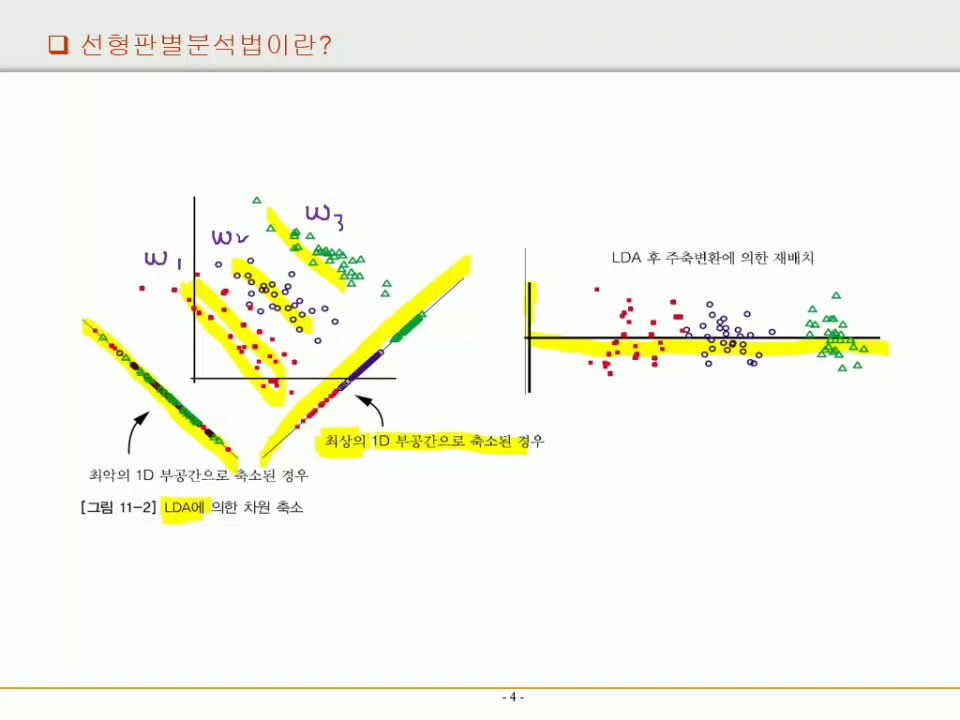 ❑ 선형판별분석법이란?
ω1
ω2
ω3
LDA 후 주축변환에 의한 재배치
최상의 1D 부공간으로 축소된 경우
최악의 1D 부공간으로 축소된 경우
[그림 11-2] LDA에 의한 차원 축소
- 4 -